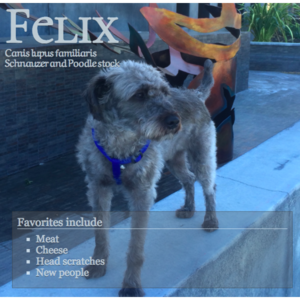 Felix
Canis lupus familiaris
Schnauzer and Poodle stock
Favorites include
Meat
Cheese
Head scratches
New people